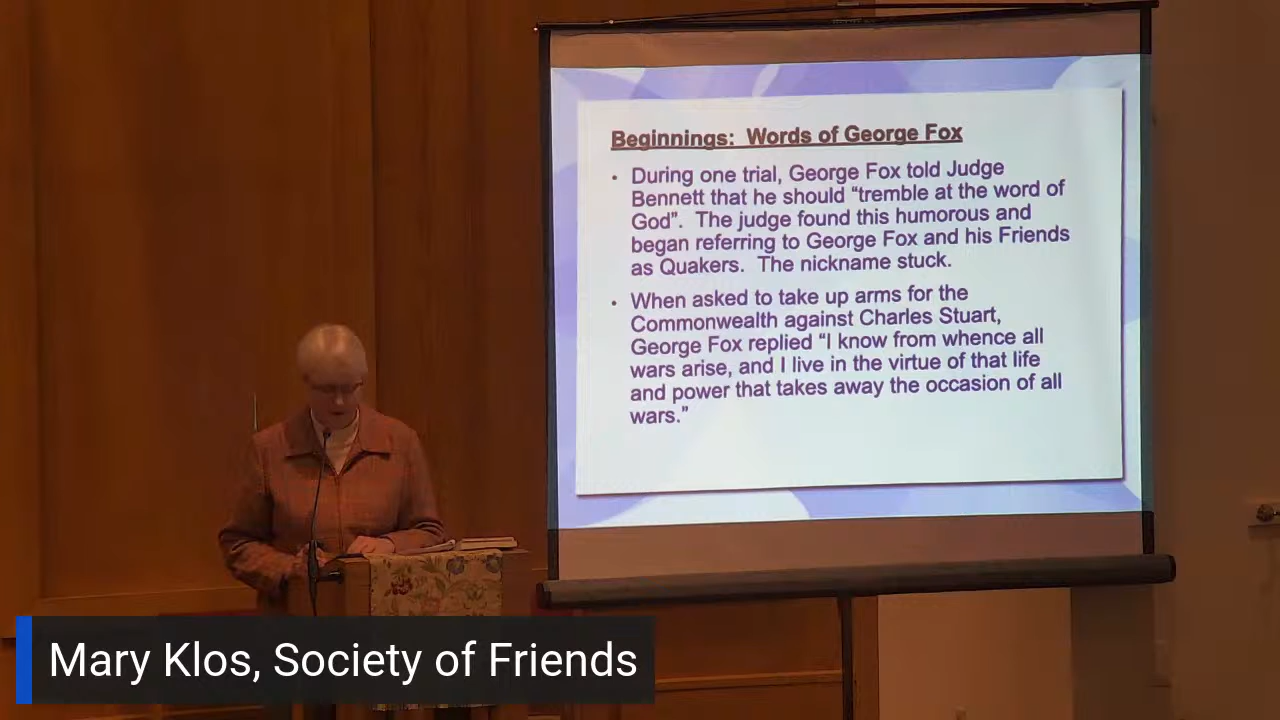 Beginnings: Words of George Fox
• During one trial, George Fox told Judge
Bennett that he should “tremble at the word of
God”. The judge found this humorous and
began referring to George Fox and his Friends
as Quakers. The nickname stuck.
• When asked to take up arms for the
Commonwealth against Charles Stuart,
George Fox replied “I know from whence all
wars arise, and I live in the virtue of that life
and power that takes away the occasion of all
wars.”
Mary Klos, Society of Friends